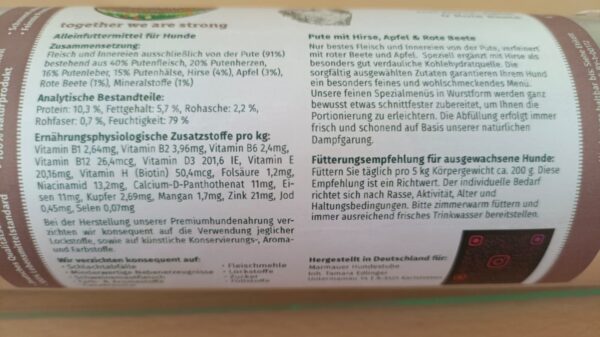 together we are strong
Alleinfuttermittel für Hunde
Zusammensetzung:
Fleisch und Innereien ausschließlich von der Pute (91%)
bestehend aus 40% Putenfleisch, 20% Putenherzen,
16% Putenleber, 15% Putenhälse, Hirse (4%), Apfel (3%),
Rote Beete (1%), Mineralstoffe (1%)
Analytische Bestandteile:
Protein: 10,3 %, Fettgehalt: 5,7 %, Rohasche: 2,2 %,
Rohfaser: 0,7 %, Feuchtigkeit: 79 %
Ernährungsphysiologische Zusatzstoffe pro kg:
Vitamin B1 2,64mg, Vitamin B2 3,96mg, Vitamin B6 2,4mg,
Vitamin B12 26,4mcg, Vitamin D3 201,6 IE, Vitamin E
20,16mg, Vitamin H (Biotin) 50,4mcg, Folsäure 1,2mg,
Niacinamid 13,2mg, Calcium-D-Panthothenat 11mg, Ei-
sen 11mg, Kupfer 2,69mg, Mangan 1,7mg, Zink 21mg, Jod
0,45mg, Selen 0,07mg
Bei der Herstellung unserer Premiumhundenahrung ver-
zichten wir konsequent auf die Verwendung jeglicher
Lockstoffe, sowie auf künstliche Konservierungs-, Aroma-
und Farbstoffe.
Wir verzichten konsequent auf:
- Schlachtabfälle
- Minderwertige Nebenerzeugnisse
- Fleischmehle
- Lockstoffe
- Zucker
- Füllstoffe
Pute mit Hirse, Apfel & Rote Beete
Nur bestes Fleisch und Innereien von der Pute, verfeinert
mit roter Beete und Apfel. Speziell ergänzt mit Hirse als
besonders gut verdauliche Kohlehydratquelle. Die
sorgfältig ausgewählten Zutaten garantieren Ihrem Hund
ein besonders feines und wohlschmeckendes Menü.
Unsere feinen Spezialmenüs in Wurstform werden ganz
bewusst etwas schnittfester zubereitet, um Ihnen die
Portionierung zu erleichtern. Die Abfüllung erfolgt immer
frisch und schonend auf Basis unserer natürlichen
Dampfgarung.
Fütterungsempfehlung für ausgewachsene Hunde:
Füttern Sie täglich pro 5 kg Körpergewicht ca. 200 g. Diese
Empfehlung ist ein Richtwert. Der individuelle Bedarf
richtet sich nach Rasse, Aktivität, Alter und
Haltungsbedingungen. Bitte zimmerwarm füttern und
immer ausreichend frisches Trinkwasser bereitstellen.
Hergestellt in Deutschland für: